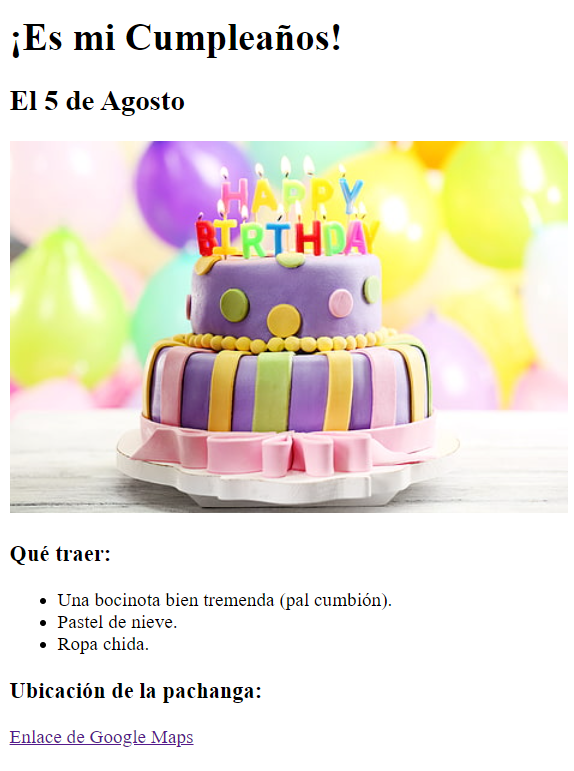 ¡Es mi Cumpleaños!
El 5 de Agosto
HAPPY
BIRTHDAY
Qué traer:
Una bocinota bien tremenda (pal cumbión).
Pastel de nieve.
Ropa chida.
Ubicación de la pachanga:
Enlace de Google Maps